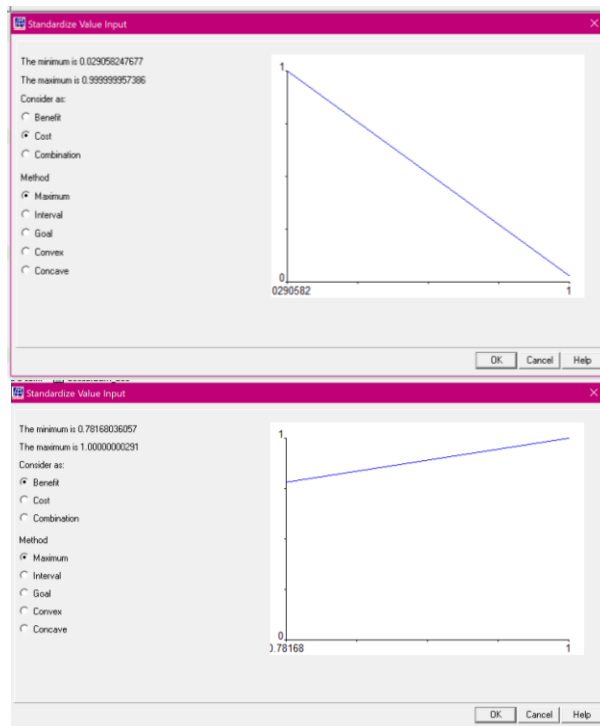 Standardize Value Input
The minimum is 0.029058247677
The maximum is 0.999999957386
Consider as:
Benefit
Cost
Combination
Method
Maximum
Interval
Goal
Convex
Concave
1
0
0290582
1
OK Cancel Help
Standardize Value Input
The minimum is 0.78168036057
The maximum is 1.00000000291
Consider as:
Benefit
Cost
Combination
Method
Maximum
Interval
Goal
Convex
Concave
1
0
0.78168
1
OK Cancel Help